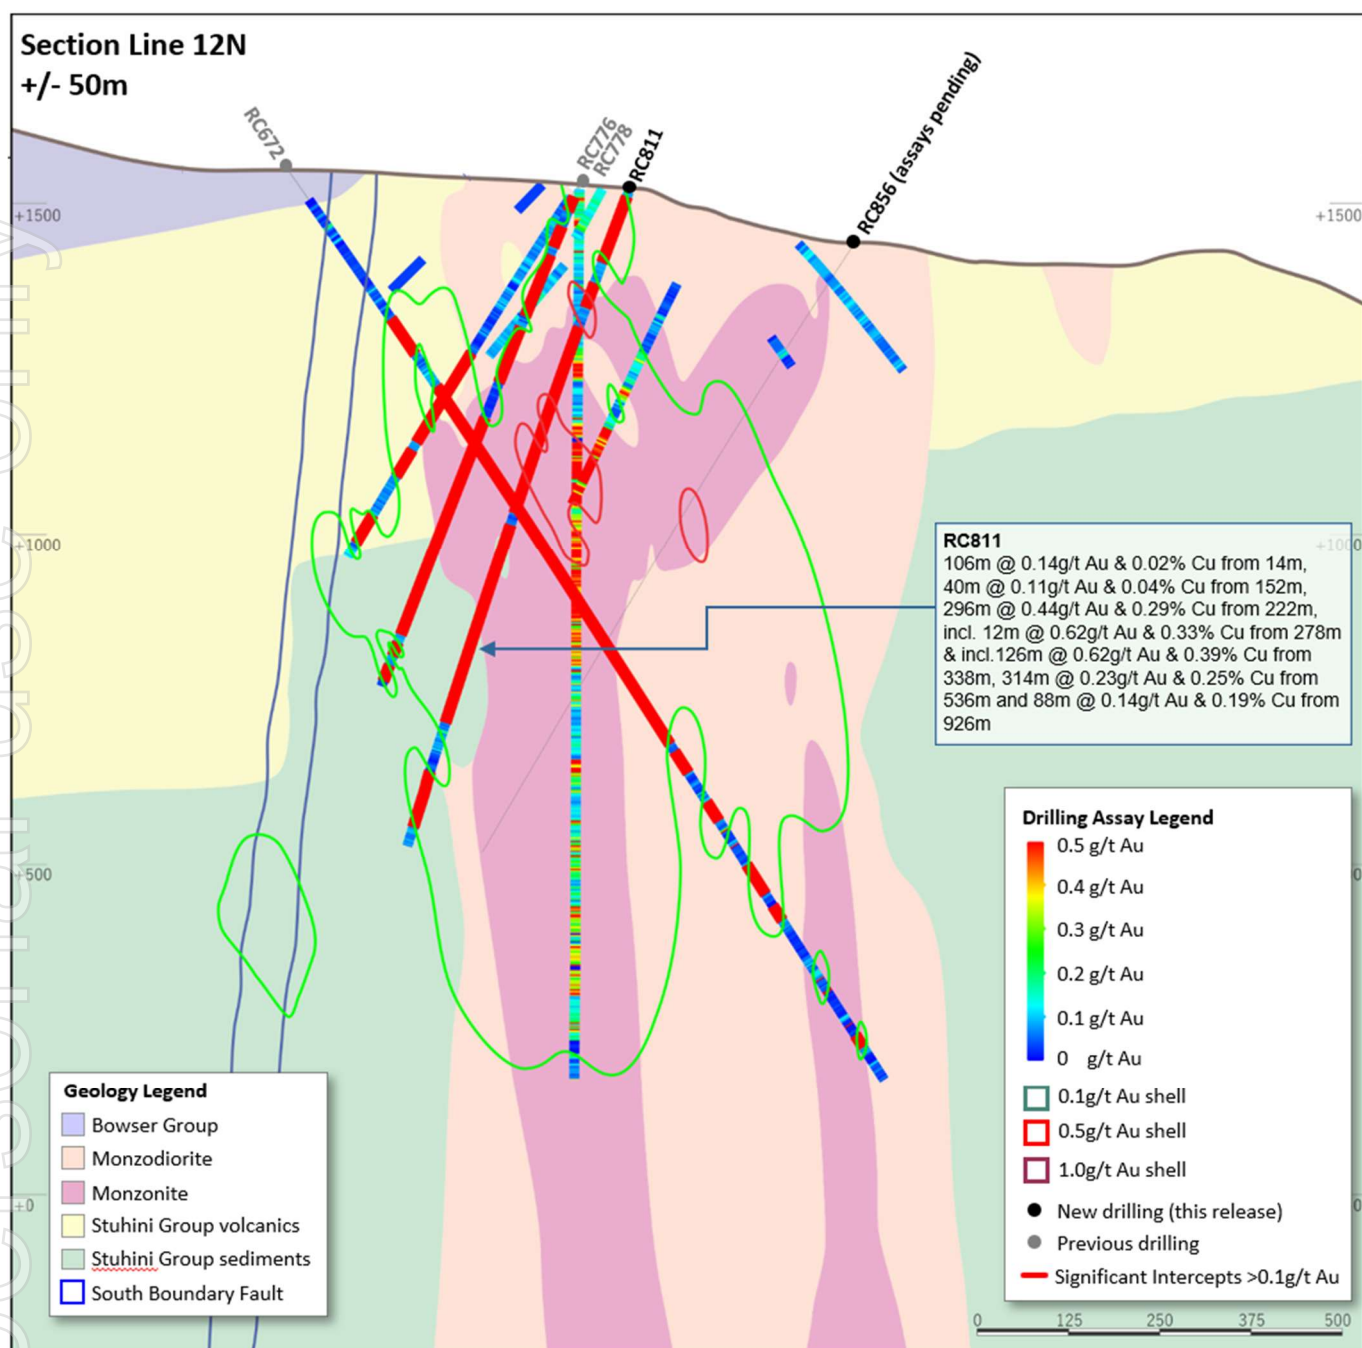 Section Line 12N
+/- 50m
RC672
RC776
RC778
RC811
RC856 (assays pending)
+1500
+1500
+1000
+1000
RC811
106m @ 0.14g/t Au & 0.02% Cu from 14m,
40m @ 0.11g/t Au & 0.04% Cu from 152m,
296m @ 0.44g/t Au & 0.29% Cu from 222m,
incl. 12m @ 0.62g/t Au & 0.33% Cu from 278m
& incl.126m @ 0.62g/t Au & 0.39% Cu from
338m, 314m @ 0.23g/t Au & 0.25% Cu from
536m and 88m @ 0.14g/t Au & 0.19% Cu from
926m
+500
Drilling Assay Legend
0.5 g/t Au
0.4 g/t Au
0.3 g/t Au
0.2 g/t Au
0.1 g/t Au
0 g/t Au
0.1g/t Au shell
0.5g/t Au shell
1.0g/t Au shell
New drilling (this release)
Previous drilling
Significant Intercepts >0.1g/t Au
Geology Legend
Bowser Group
Monzodiorite
Monzonite
Stuhini Group volcanics
Stuhini Group sediments
South Boundary Fault
+0
0 125 250 375 500